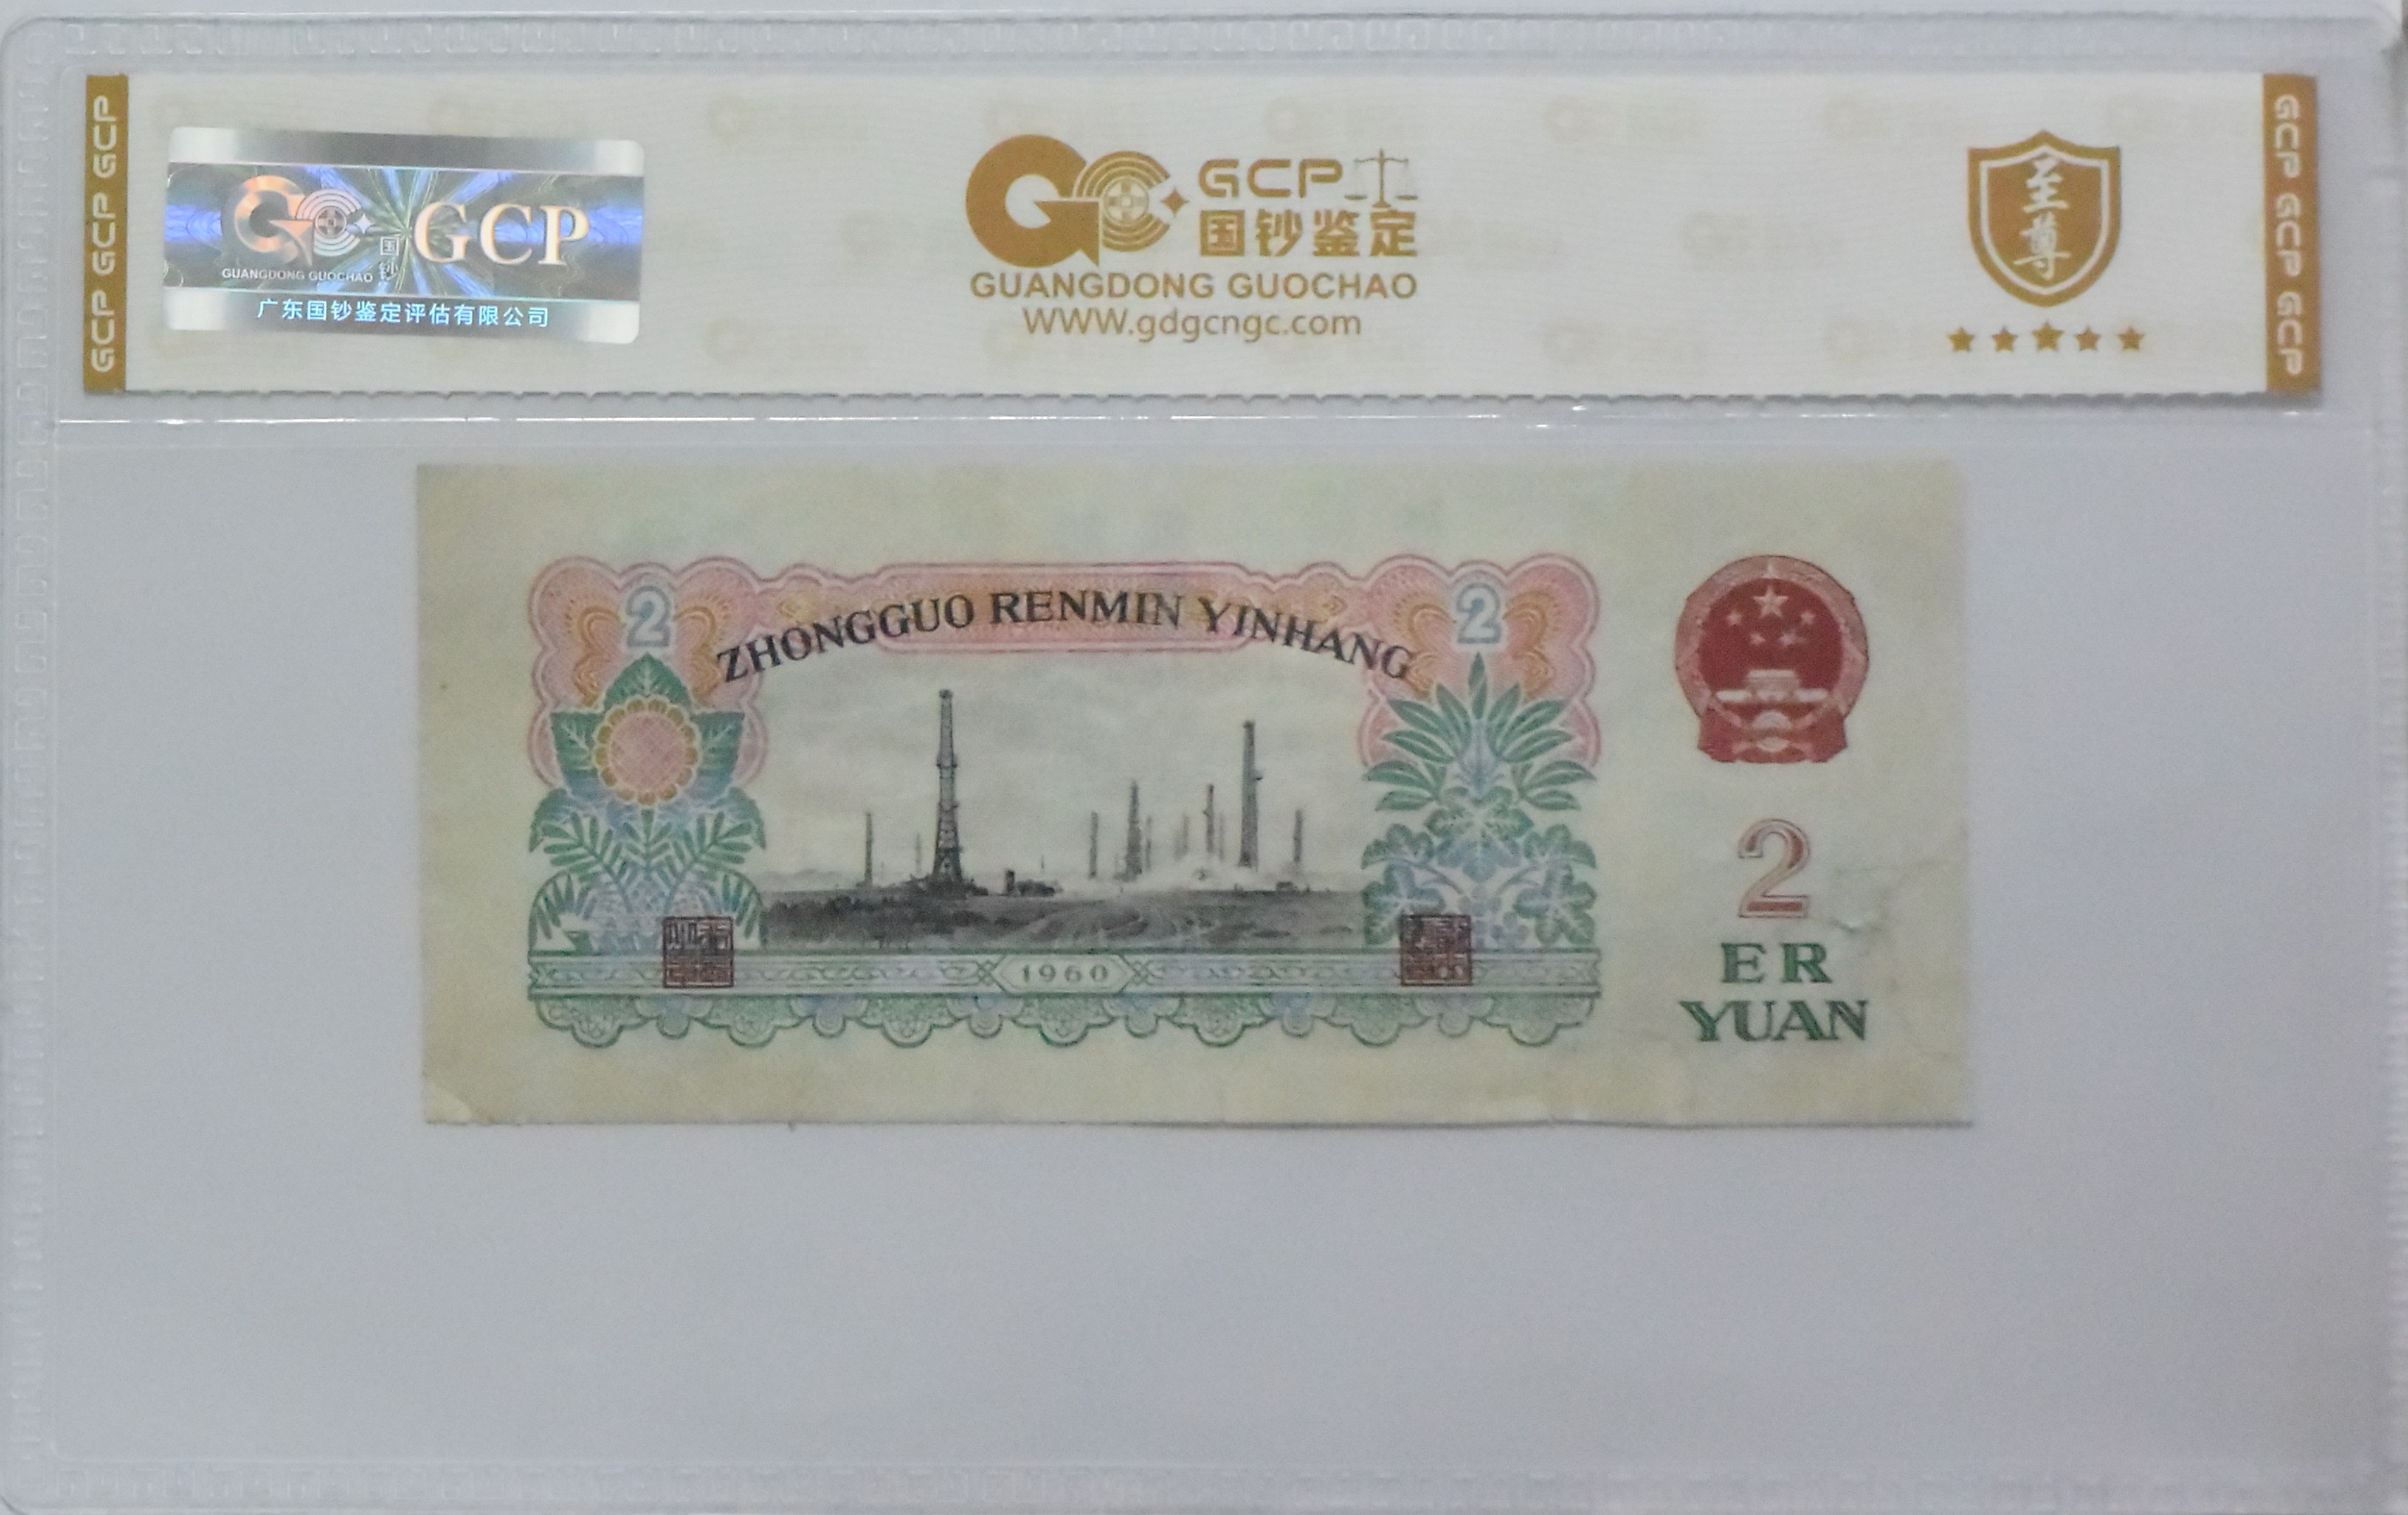 GCP GCP GCP
GUANGDONG GUOCHAO
国钞
GCP
广东国钞鉴定评估有限公司
GCP
国钞鉴定
GUANGDONG GUOCHAO
WWW.gdgcngc.com
至尊
GCP GCP GCP
2
ZHONGGUO RENMIN YINHANG
2
1960
2
ER
YUAN